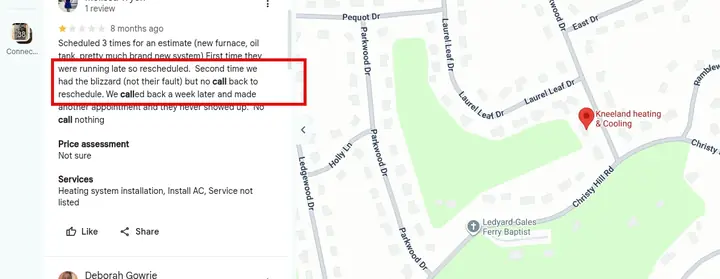 1 review
8 months ago
Scheduled 3 times for an estimate (new furnace, oil
tank, pretty much brand new system) First time they
were running late so rescheduled. Second time we
had the blizzard (not their fault) but no call back to
reschedule. We called back a week later and made
another appointment and they never showed up. No
call nothing
Price assessment
Not sure
Services
Heating system installation, Install AC, Service not
listed
Like
Share
Deborah Gowrie
Connec...
Pequot Dr
Parkwood Dr
Laurel Leaf Dr
Laurel Leaf Dr
Laurel Leaf Dr
East Dr
Kneeland heating
& Cooling
Holly Ln
Ledgewood Dr
Parkwood Dr
Christy Hill Rd
Christy H
Ledyard-Gales
Ferry Baptist